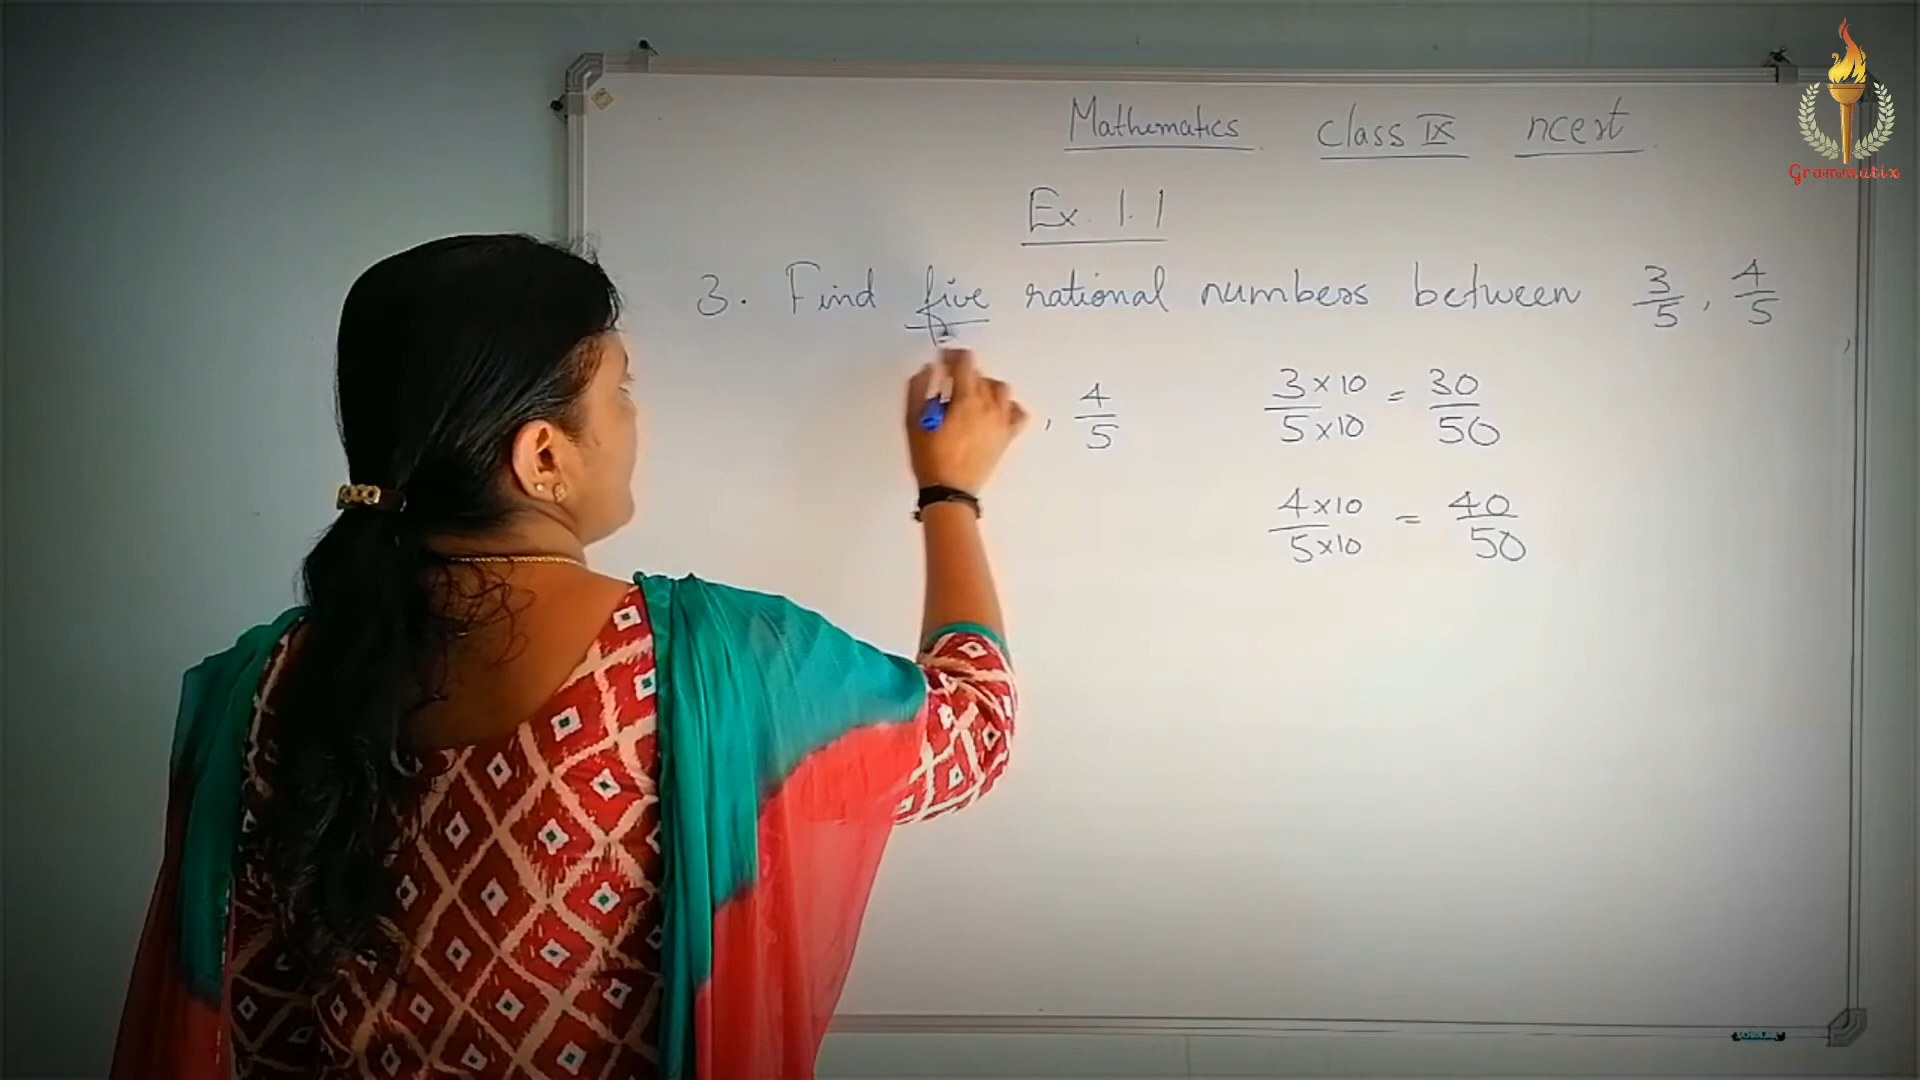 Grammatix
Mathematics Class IX ncert
Ex. 1.1
3. Find five rational numbers between 3/5, 4/5
, 4/5
3×10/5×10 = 30/50
4×10/5×10 = 40/50